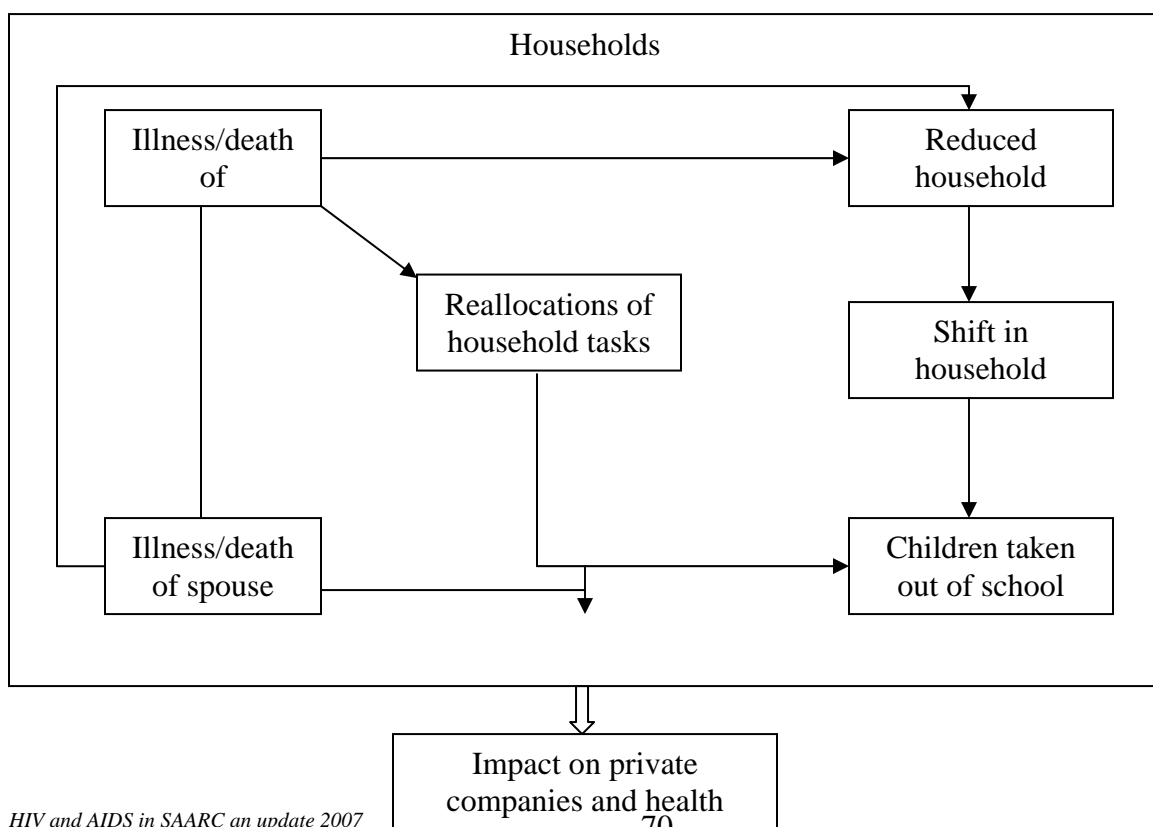 Households
Illness/death
of
Reduced
household
Reallocations of
household tasks
Shift in
household
Illness/death
of spouse
Children taken
out of school
Impact on private
companies and health
HIV and AIDS in SAARC an update 2007
70